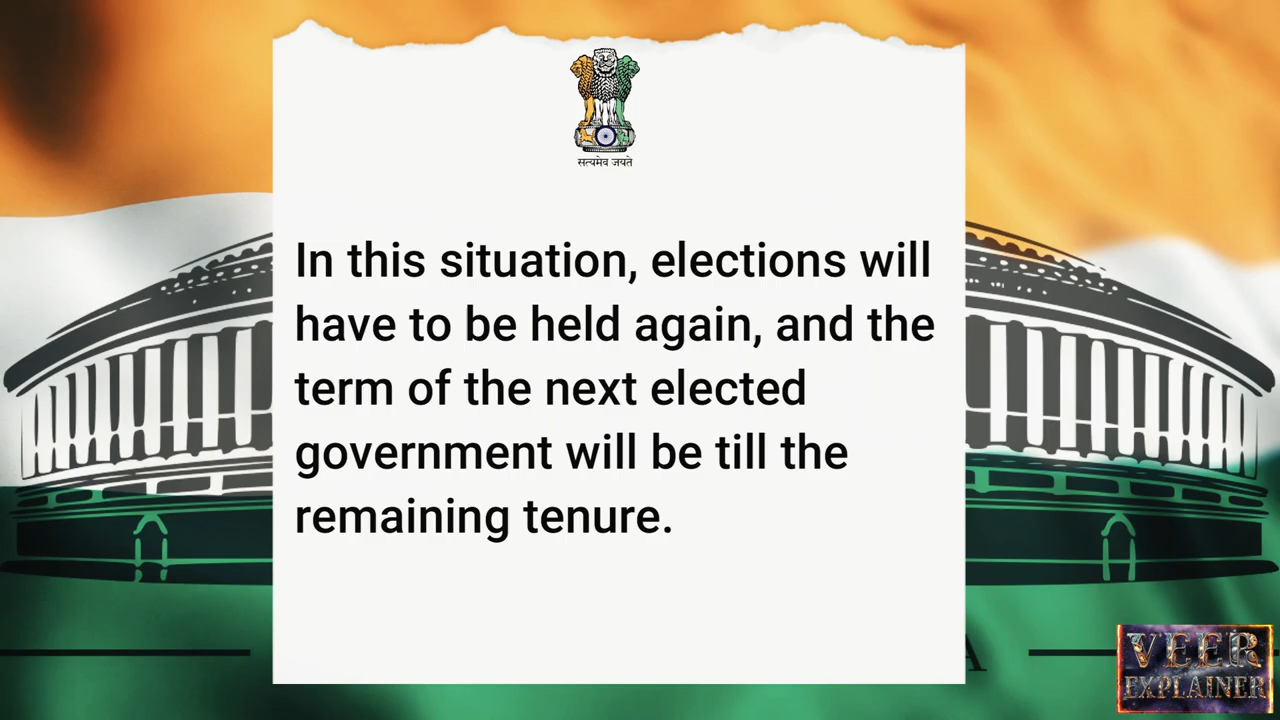 सत्यमेव जयते
In this situation, elections will
have to be held again, and the
term of the next elected
government will be till the
remaining tenure.
A
VEER
EXPLAINER